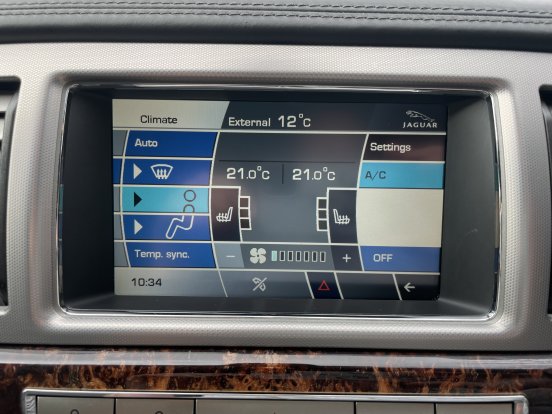 Climate External 12°C JAGUAR
Auto Settings
21.0°C 21.0°C A/C
Temp. sync. - + OFF
10:34